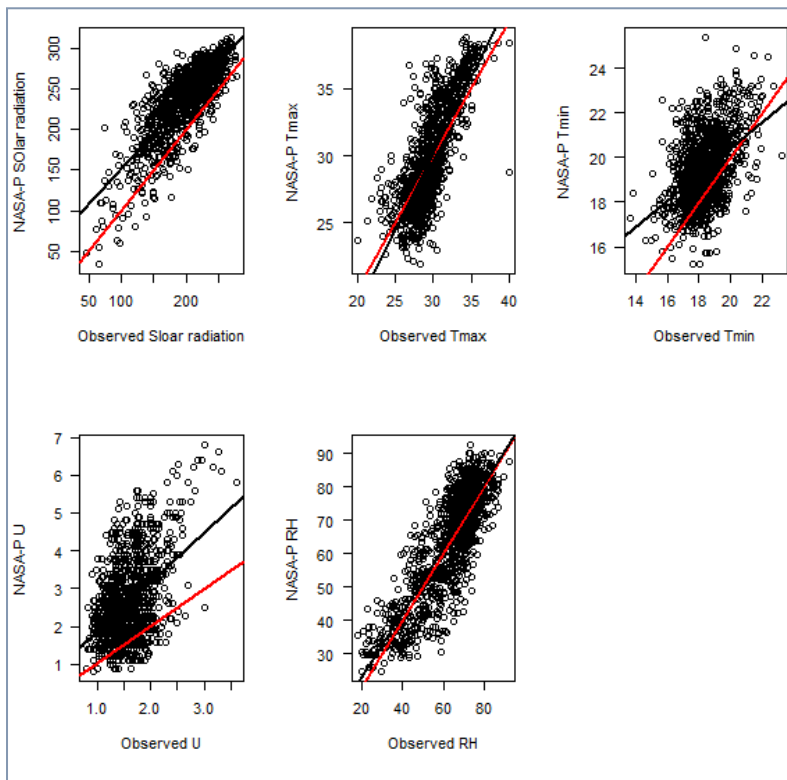 NASA-P SOlar radiation
300
250
200
150
100
50
50 100 200
Observed Sloar radiation
NASA-P Tmax
35
30
25
20 25 30 35 40
Observed Tmax
NASA-P Tmin
24
22
20
18
16
14 16 18 20 22
Observed Tmin
NASA-P U
7
6
5
4
3
2
1
1.0 2.0 3.0
Observed U
NASA-P RH
90
80
70
60
50
40
30
20 40 60 80
Observed RH